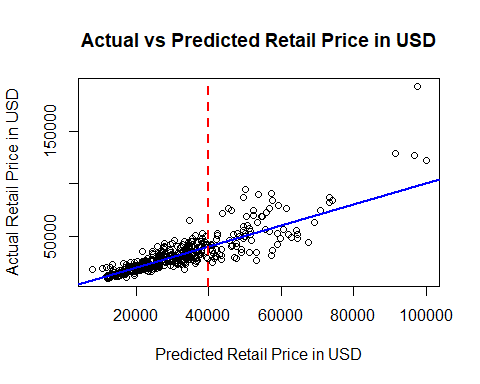 Actual vs Predicted Retail Price in USD
Actual Retail Price in USD
150000
50000
20000 40000 60000 80000 100000
Predicted Retail Price in USD